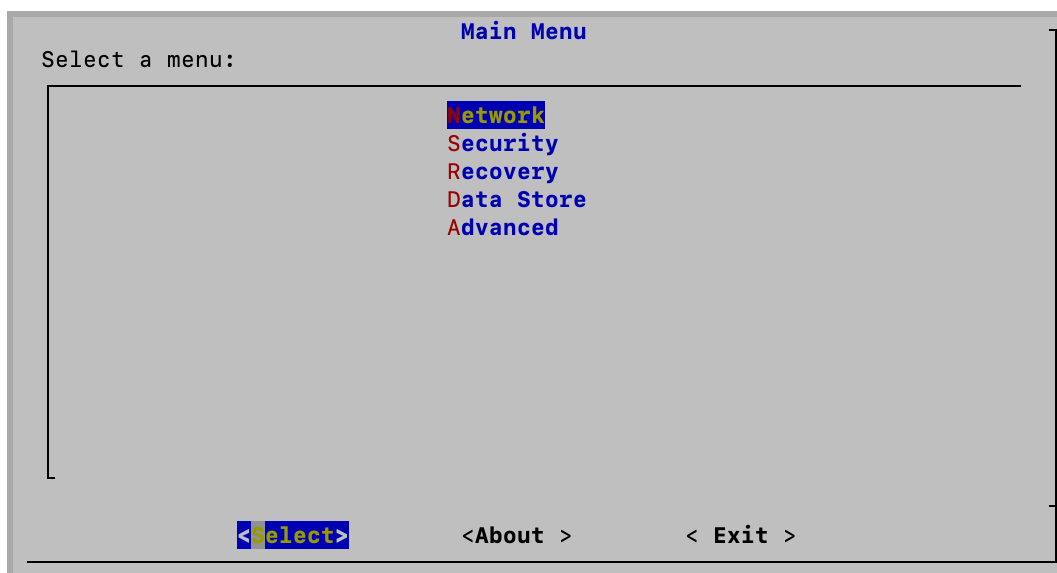 Main Menu
Select a menu:
Network
Security
Recovery
Data Store
Advanced
<Select> <About > < Exit >